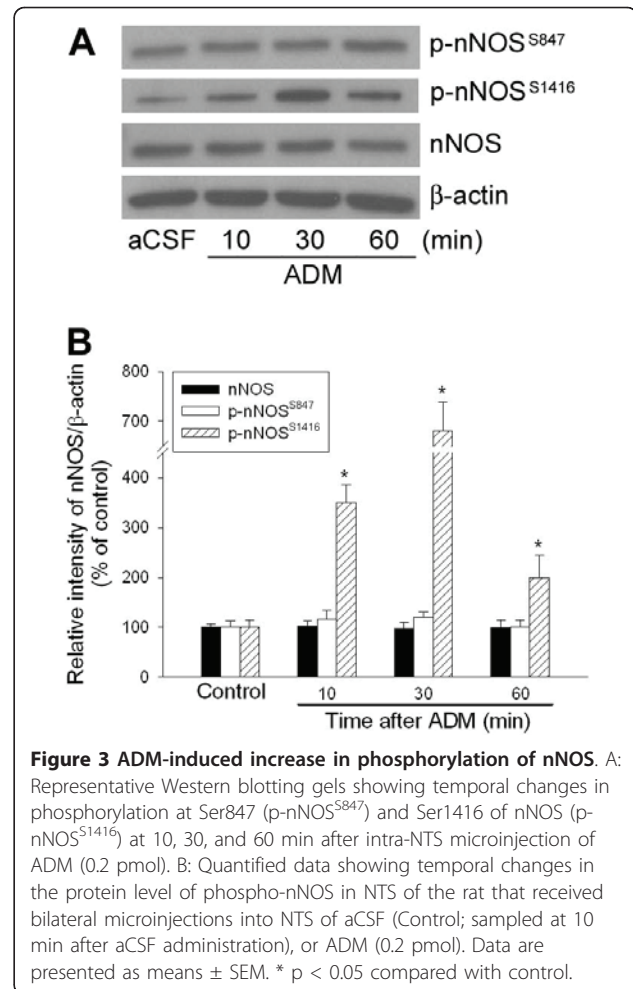 A
p-nNOS^S847
p-nNOS^S1416
nNOS
β-actin
aCSF 10 30 60 (min)
ADM
B
Relative intensity of nNOS/β-actin
(% of control)
800
700
400
300
200
100
0
nNOS
p-nNOS^S847
p-nNOS^S1416
*
*
*
Control 10 30 60
Time after ADM (min)
Figure 3 ADM-induced increase in phosphorylation of nNOS. A:
Representative Western blotting gels showing temporal changes in
phosphorylation at Ser847 (p-nNOS^S847) and Ser1416 of nNOS (p-
nNOS^S1416) at 10, 30, and 60 min after intra-NTS microinjection of
ADM (0.2 pmol). B: Quantified data showing temporal changes in
the protein level of phospho-nNOS in NTS of the rat that received
bilateral microinjections into NTS of aCSF (Control; sampled at 10
min after aCSF administration), or ADM (0.2 pmol). Data are
presented as means ± SEM. * p < 0.05 compared with control.